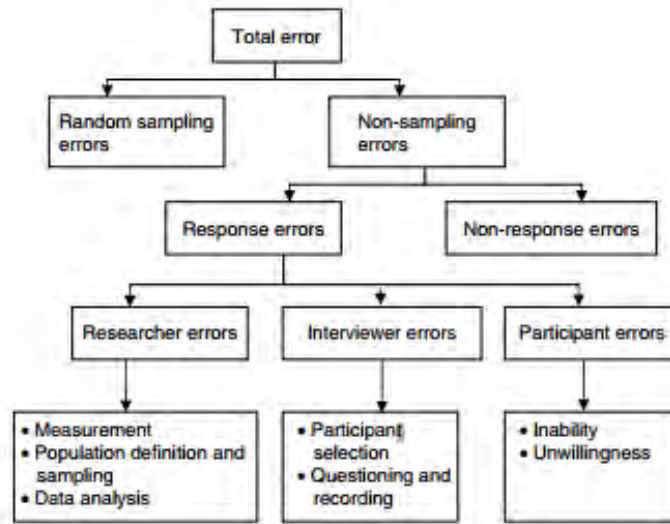 Total error
Random sampling
errors
Non-sampling
errors
Response errors
Non-response errors
Researcher errors
Interviewer errors
Participant errors
• Measurement
• Population definition and
sampling
• Data analysis
• Participant
selection
• Questioning and
recording
• Inability
• Unwillingness